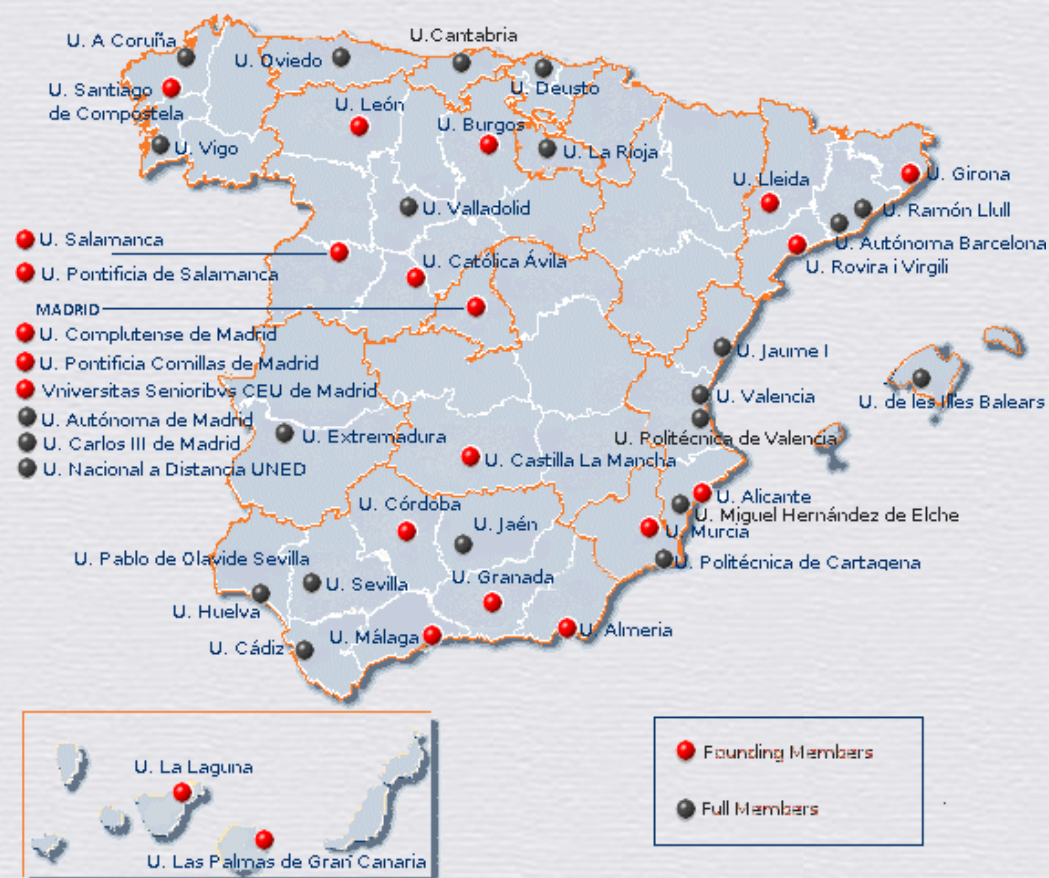 U. A Coruña
U. Oviedo
U.Cantabria
U. Deusto
U. Santiago
de Compostela
U. León
U. Burgos
U. Vigo
U. La Rioja
U. Lleida
U. Girona
U. Valladolid
U. Ramón Llull
U. Autónoma Barcelona
U. Rovira i Virgili
U. Salamanca
U. Pontificia de Salamanca
U. Católica Ávila
MADRID
U. Complutense de Madrid
U. Pontificia Comillas de Madrid
Vniversitas Senioribvs CEU de Madrid
U. Autónoma de Madrid
U. Carlos III de Madrid
U. Nacional a Distancia UNED
U. Jaume I
U. Valencia
U. de les Illes Balears
U. Extremadura
U. Politécnica de Valencia
U. Castilla La Mancha
U. Alicante
U. Miguel Hernández de Elche
U. Murcia
U. Córdoba
U. Jaén
U. Politécnica de Cartagena
U. Pablo de Olavide Sevilla
U. Sevilla
U. Granada
U. Huelva
U. Cádiz
U. Málaga
U. Almeria
U. La Laguna
U. Las Palmas de Gran Canaria
Founding Members
Full Members